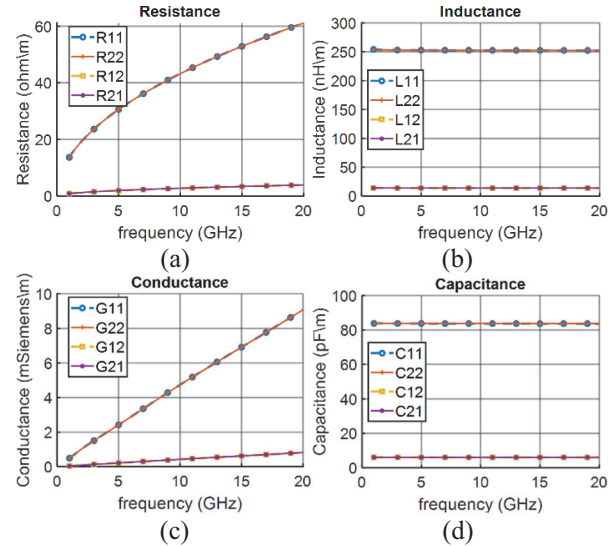 Resistance
60
40
20
0
0 5 10 15 20
Resistance (ohm\m)
R11
R22
R12
R21
frequency (GHz)
(a)
Inductance
300
250
200
150
100
50
0
0 5 10 15 20
Inductance (nH\m)
L11
L22
L12
L21
frequency (GHz)
(b)
Conductance
10
8
6
4
2
0
0 5 10 15 20
Conductance (mSiemens\m)
G11
G22
G12
G21
frequency (GHz)
(c)
Capacitance
100
80
60
40
20
0
0 5 10 15 20
Capacitance (pF\m)
C11
C22
C12
C21
frequency (GHz)
(d)